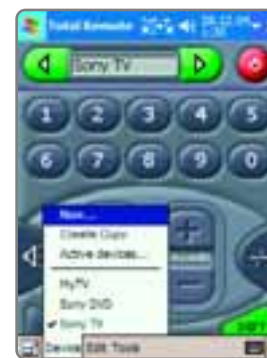 Total Remote
Sony TV
1 2 3 4 5
6 7 8 9 0
New...
Create Copy
Active devices...
MyTV
Sony DVD
Sony TV
Device Edit Tools